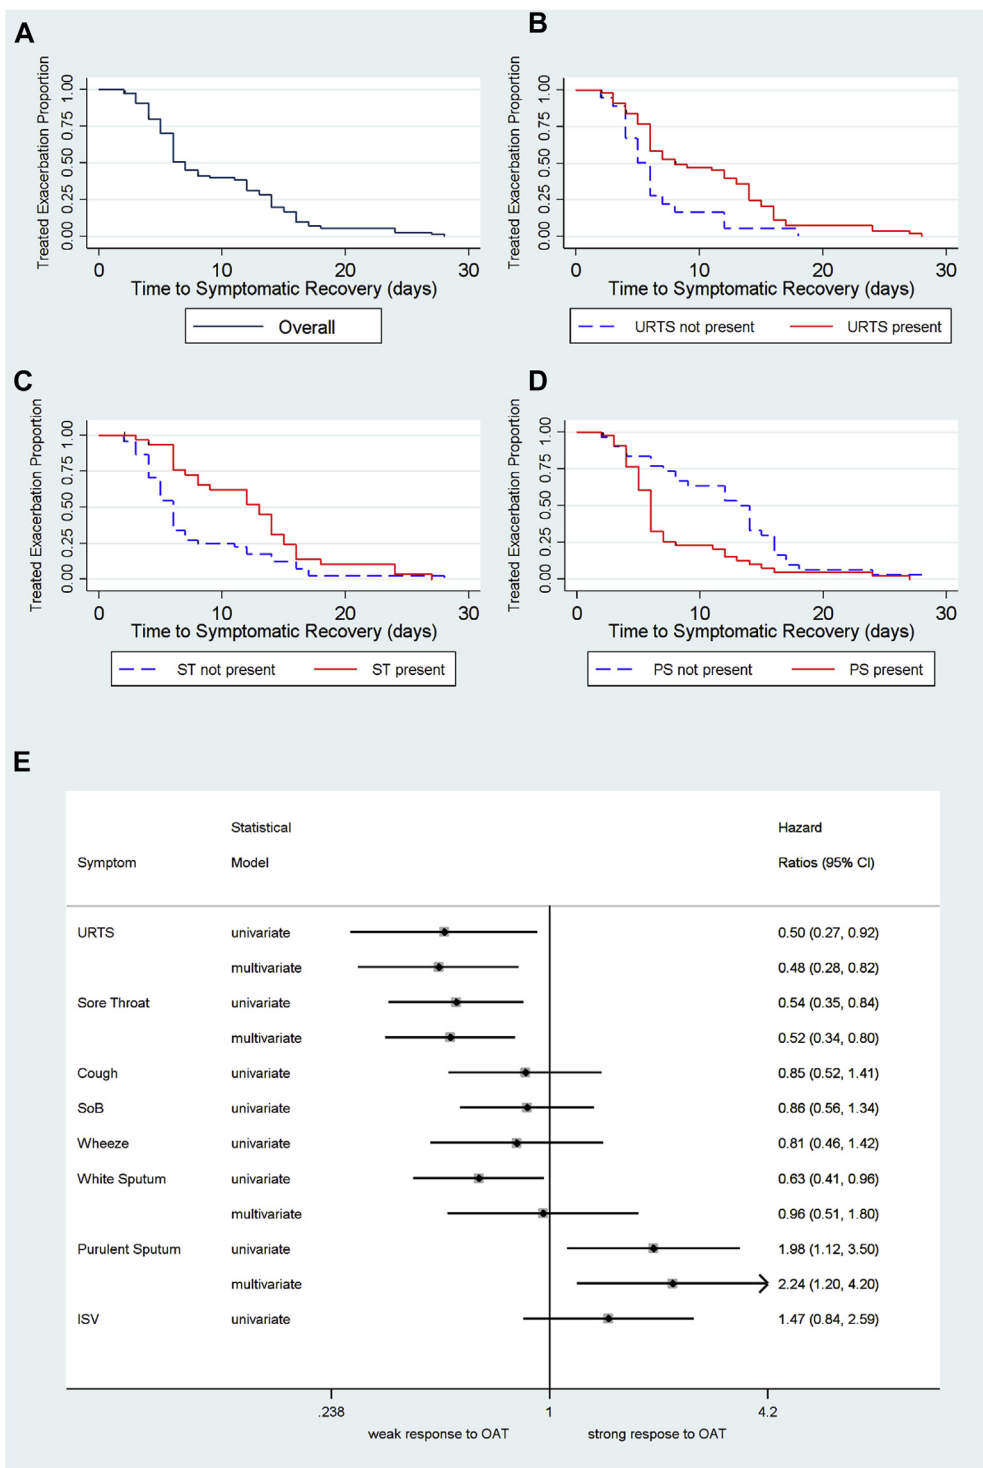 A
Treated Exacerbation Proportion
1.00
0.75
0.50
0.25
0.00
0 10 20 30
Time to Symptomatic Recovery (days)
Overall
B
Treated Exacerbation Proportion
1.00
0.75
0.50
0.25
0.00
0 10 20 30
Time to Symptomatic Recovery (days)
URTS not present URTS present
C
Treated Exacerbation Proportion
1.00
0.75
0.50
0.25
0.00
0 10 20 30
Time to Symptomatic Recovery (days)
ST not present ST present
D
Treated Exacerbation Proportion
1.00
0.75
0.50
0.25
0.00
0 10 20 30
Time to Symptomatic Recovery (days)
PS not present PS present
E
Statistical Hazard
Symptom Model Ratios (95% CI)
URTS univariate 0.50 (0.27, 0.92)
multivariate 0.48 (0.28, 0.82)
Sore Throat univariate 0.54 (0.35, 0.84)
multivariate 0.52 (0.34, 0.80)
Cough univariate 0.85 (0.52, 1.41)
SoB univariate 0.86 (0.56, 1.34)
Wheeze univariate 0.81 (0.46, 1.42)
White Sputum univariate 0.63 (0.41, 0.96)
multivariate 0.96 (0.51, 1.80)
Purulent Sputum univariate 1.98 (1.12, 3.50)
multivariate 2.24 (1.20, 4.20)
ISV univariate 1.47 (0.84, 2.59)
.238 1 4.2
weak response to OAT strong respose to OAT